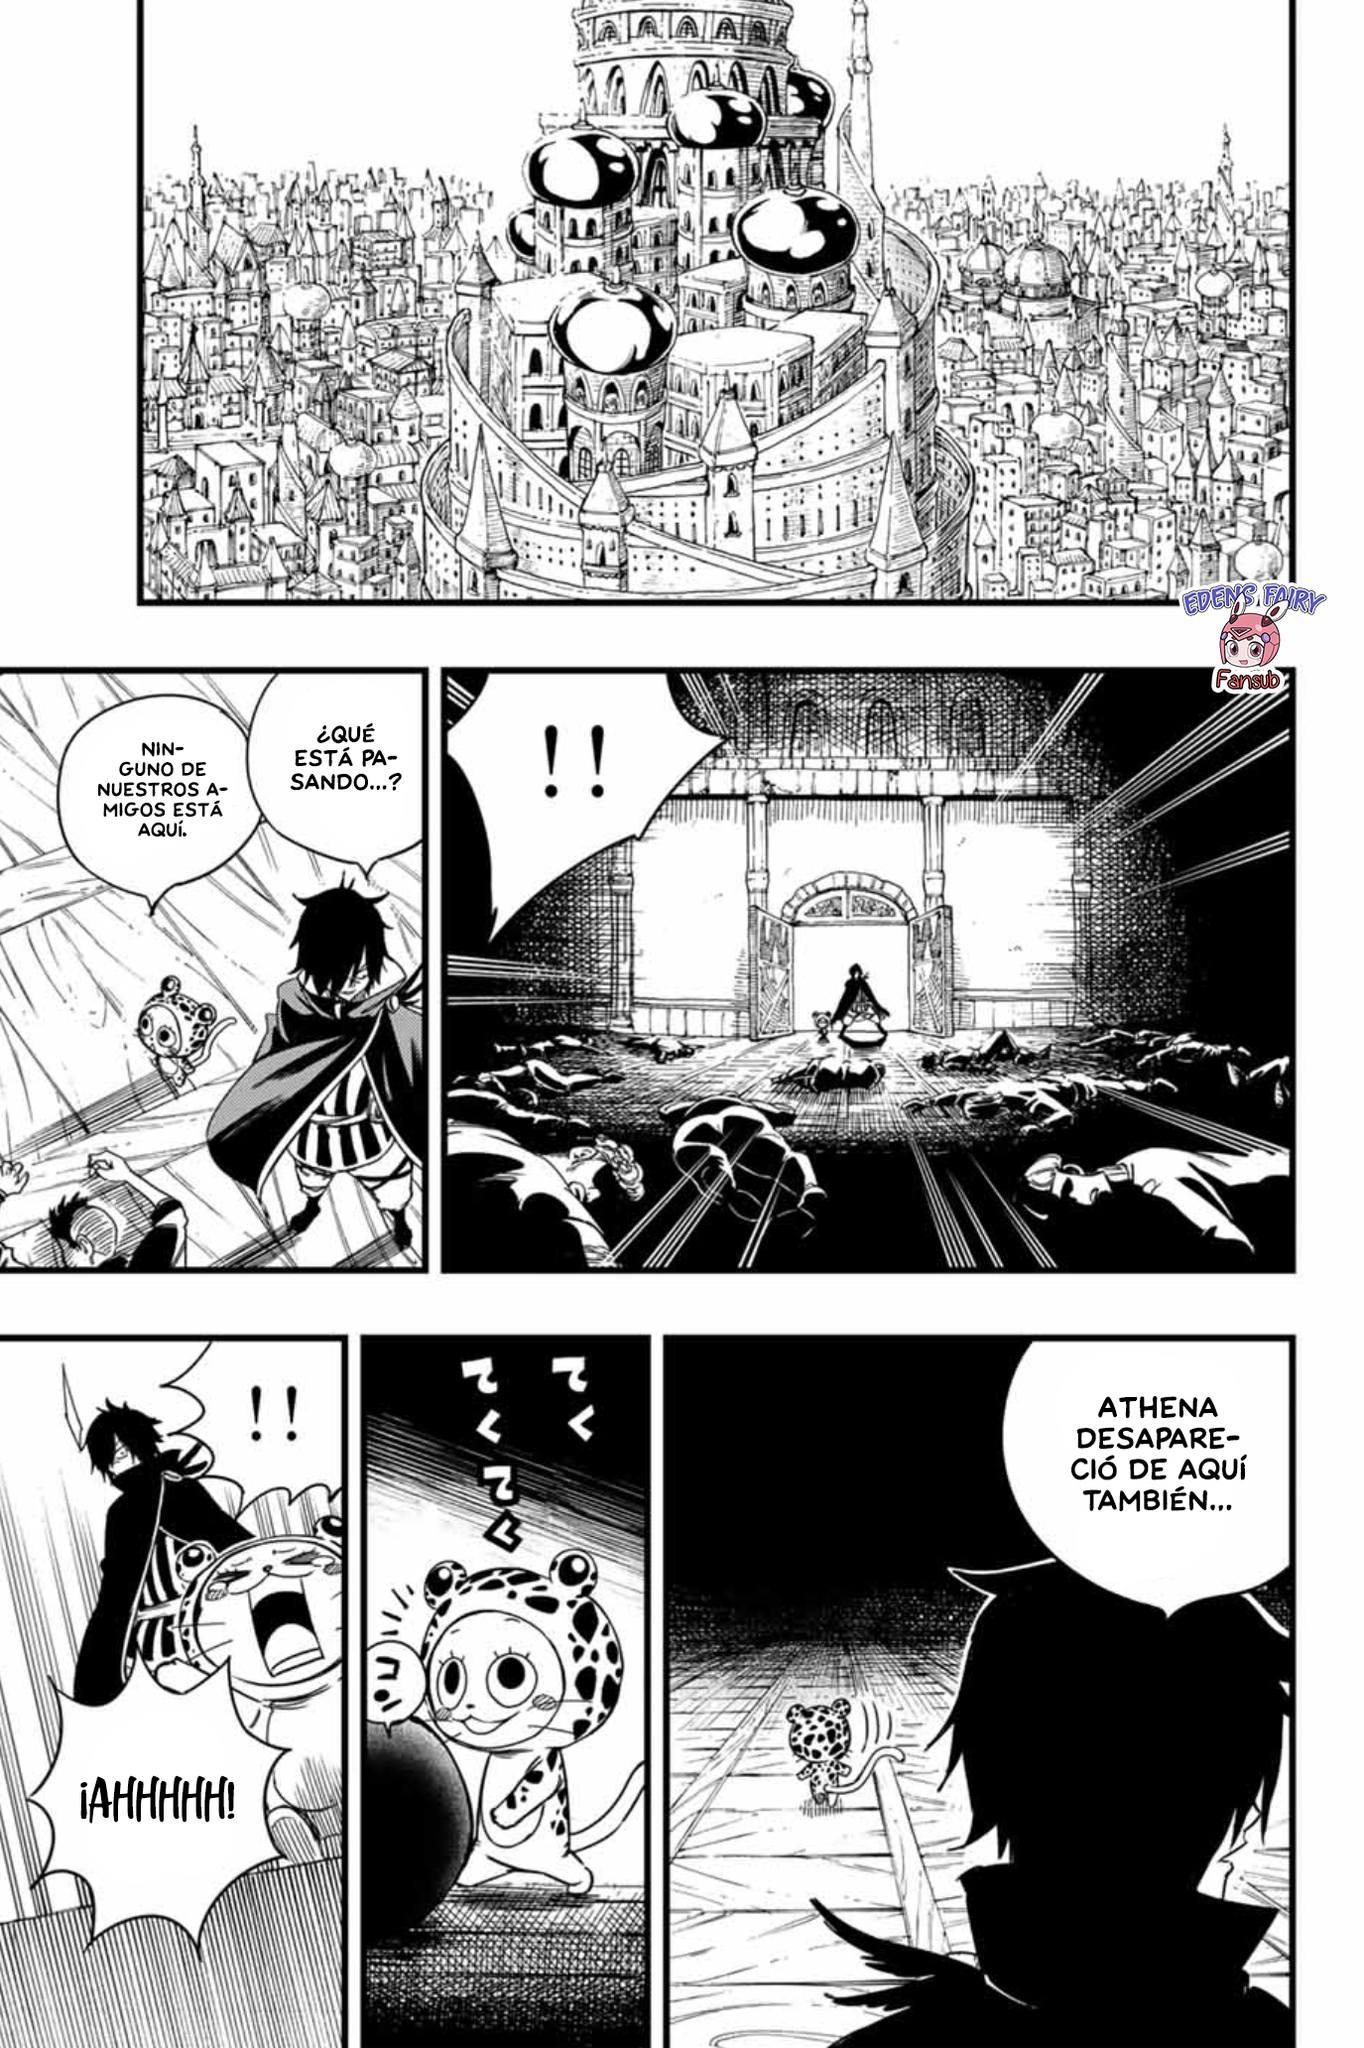 EDENS FAIRY
Fansub
!!
¿QUÉ
ESTÁ PA-
SANDO...?
NIN-
GUNO DE
NUESTROS A-
MIGOS ESTÁ
AQUÍ.
ATHENA
DESAPARE-
CIÓ DE AQUÍ
TAMBIÉN...
てく
てく
てく
!!
¡AHHHHH!